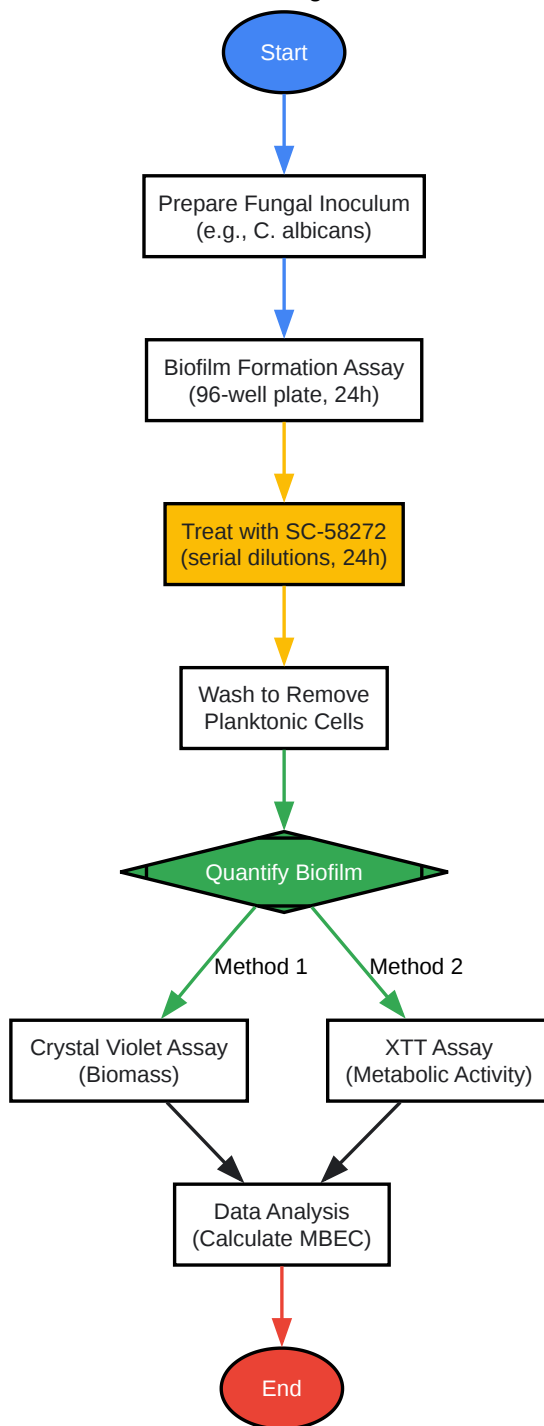 Start
Prepare Fungal Inoculum
(e.g., C. albicans)
Biofilm Formation Assay
(96-well plate, 24h)
Treat with SC-58272
(serial dilutions, 24h)
Wash to Remove
Planktonic Cells
Quantify Biofilm
Method 1
Method 2
Crystal Violet Assay
(Biomass)
XTT Assay
(Metabolic Activity)
Data Analysis
(Calculate MBEC)
End